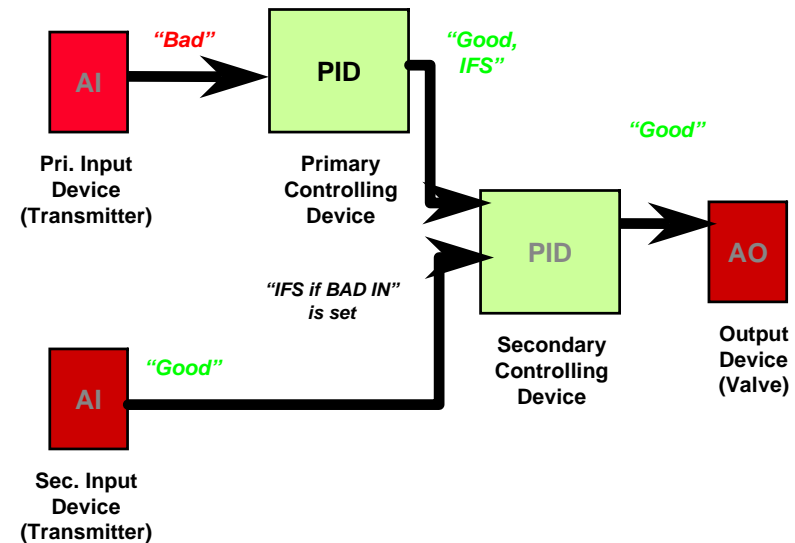 “Bad”
AI
PID
“Good,
IFS”
Pri. Input
Device
(Transmitter)
Primary
Controlling
Device
“Good”
PID
AO
“IFS if BAD IN”
is set
Secondary
Controlling
Device
Output
Device
(Valve)
“Good”
AI
Sec. Input
Device
(Transmitter)